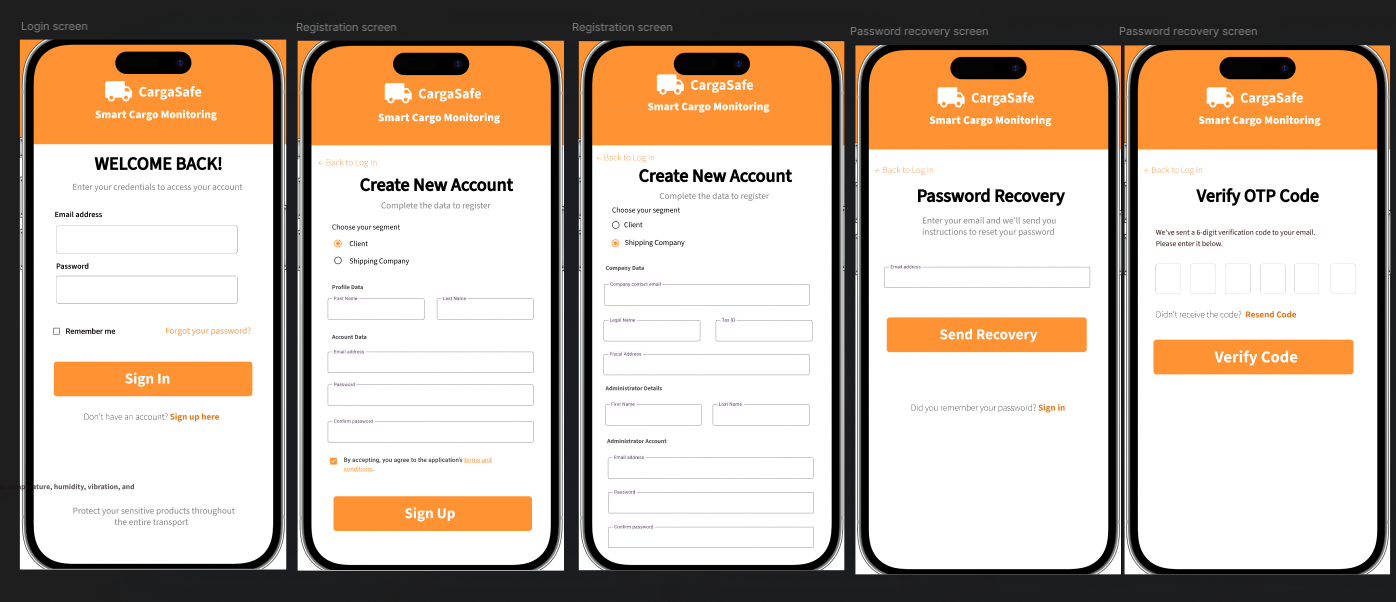 Login screen
CargaSafe
Smart Cargo Monitoring
WELCOME BACK!
Enter your credentials to access your account
Email address
Password
Remember me
Forgot your password?
Sign In
Don't have an account? Sign up here
ature, humidity, vibration, and
Protect your sensitive products throughout
the entire transport
Registration screen
CargaSafe
Smart Cargo Monitoring
← Back to Log In
Create New Account
Complete the data to register
Choose your segment
Client
Shipping Company
Profile Data
First Name
Last Name
Account Data
Email address
Password
Confirm password
By accepting, you agree to the application's terms and
conditions.
Sign Up
Registration screen
CargaSafe
Smart Cargo Monitoring
← Back to Log In
Create New Account
Complete the data to register
Choose your segment
Client
Shipping Company
Company Data
Company contact email
Legal Name
Tax ID
Fiscal Address
Administrator Details
First Name
Last Name
Administrator Account
Email address
Password
Confirm password
Password recovery screen
CargaSafe
Smart Cargo Monitoring
← Back to Log In
Password Recovery
Enter your email and we'll send you
instructions to reset your password
Email address
Send Recovery
Did you remember your password? Sign in
Password recovery screen
CargaSafe
Smart Cargo Monitoring
← Back to Log In
Verify OTP Code
We've sent a 6-digit verification code to your email.
Please enter it below.
Didn't receive the code? Resend Code
Verify Code